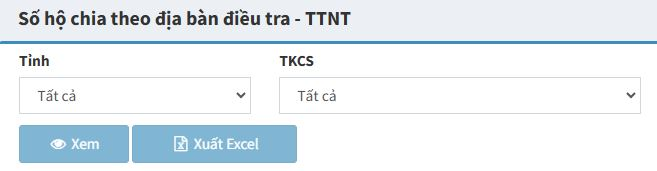 Số hộ chia theo địa bàn điều tra - TTNT
Tỉnh
TKCS
Tất cả
Tất cả
Xem
Xuất Excel